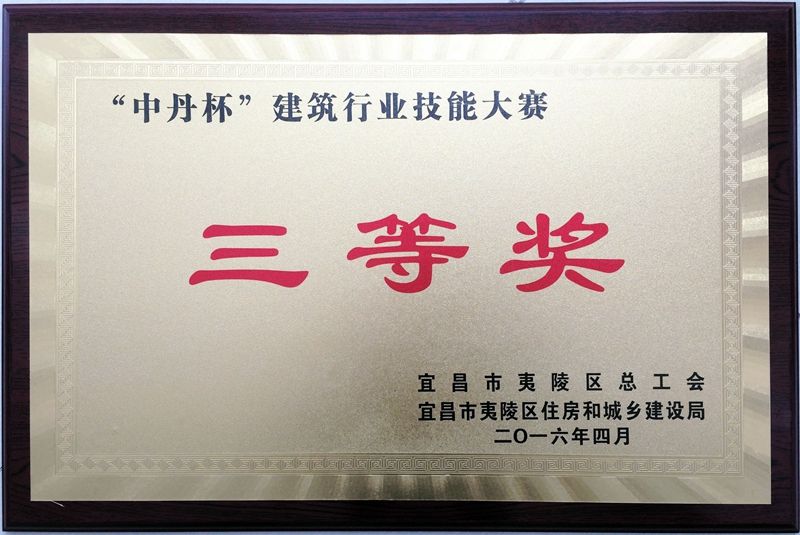 “中丹杯”建筑行业技能大赛
三等奖
宜昌市夷陵区总工会
宜昌市夷陵区住房和城乡建设局
二〇一六年四月